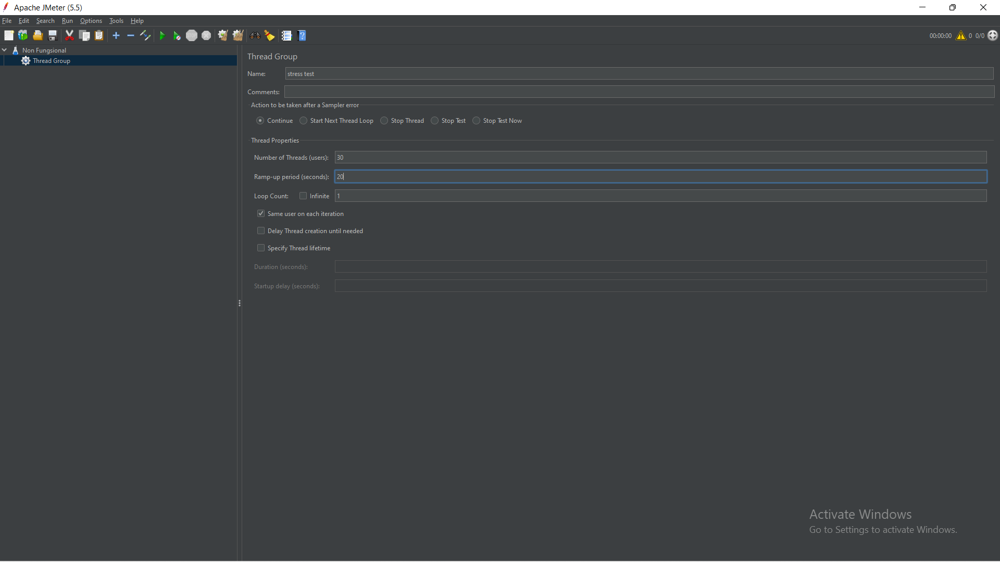 Apache JMeter (5.5)
File Edit Search Run Options Tools Help
00:00:00 0 0/0
Non Fungsional
Thread Group
Thread Group
Name: stress test
Comments:
Action to be taken after a Sampler error
Continue Start Next Thread Loop Stop Thread Stop Test Stop Test Now
Thread Properties
Number of Threads (users): 30
Ramp-up period (seconds): 20
Loop Count: Infinite 1
Same user on each iteration
Delay Thread creation until needed
Specify Thread lifetime
Duration (seconds):
Startup delay (seconds):
Activate Windows
Go to Settings to activate Windows.